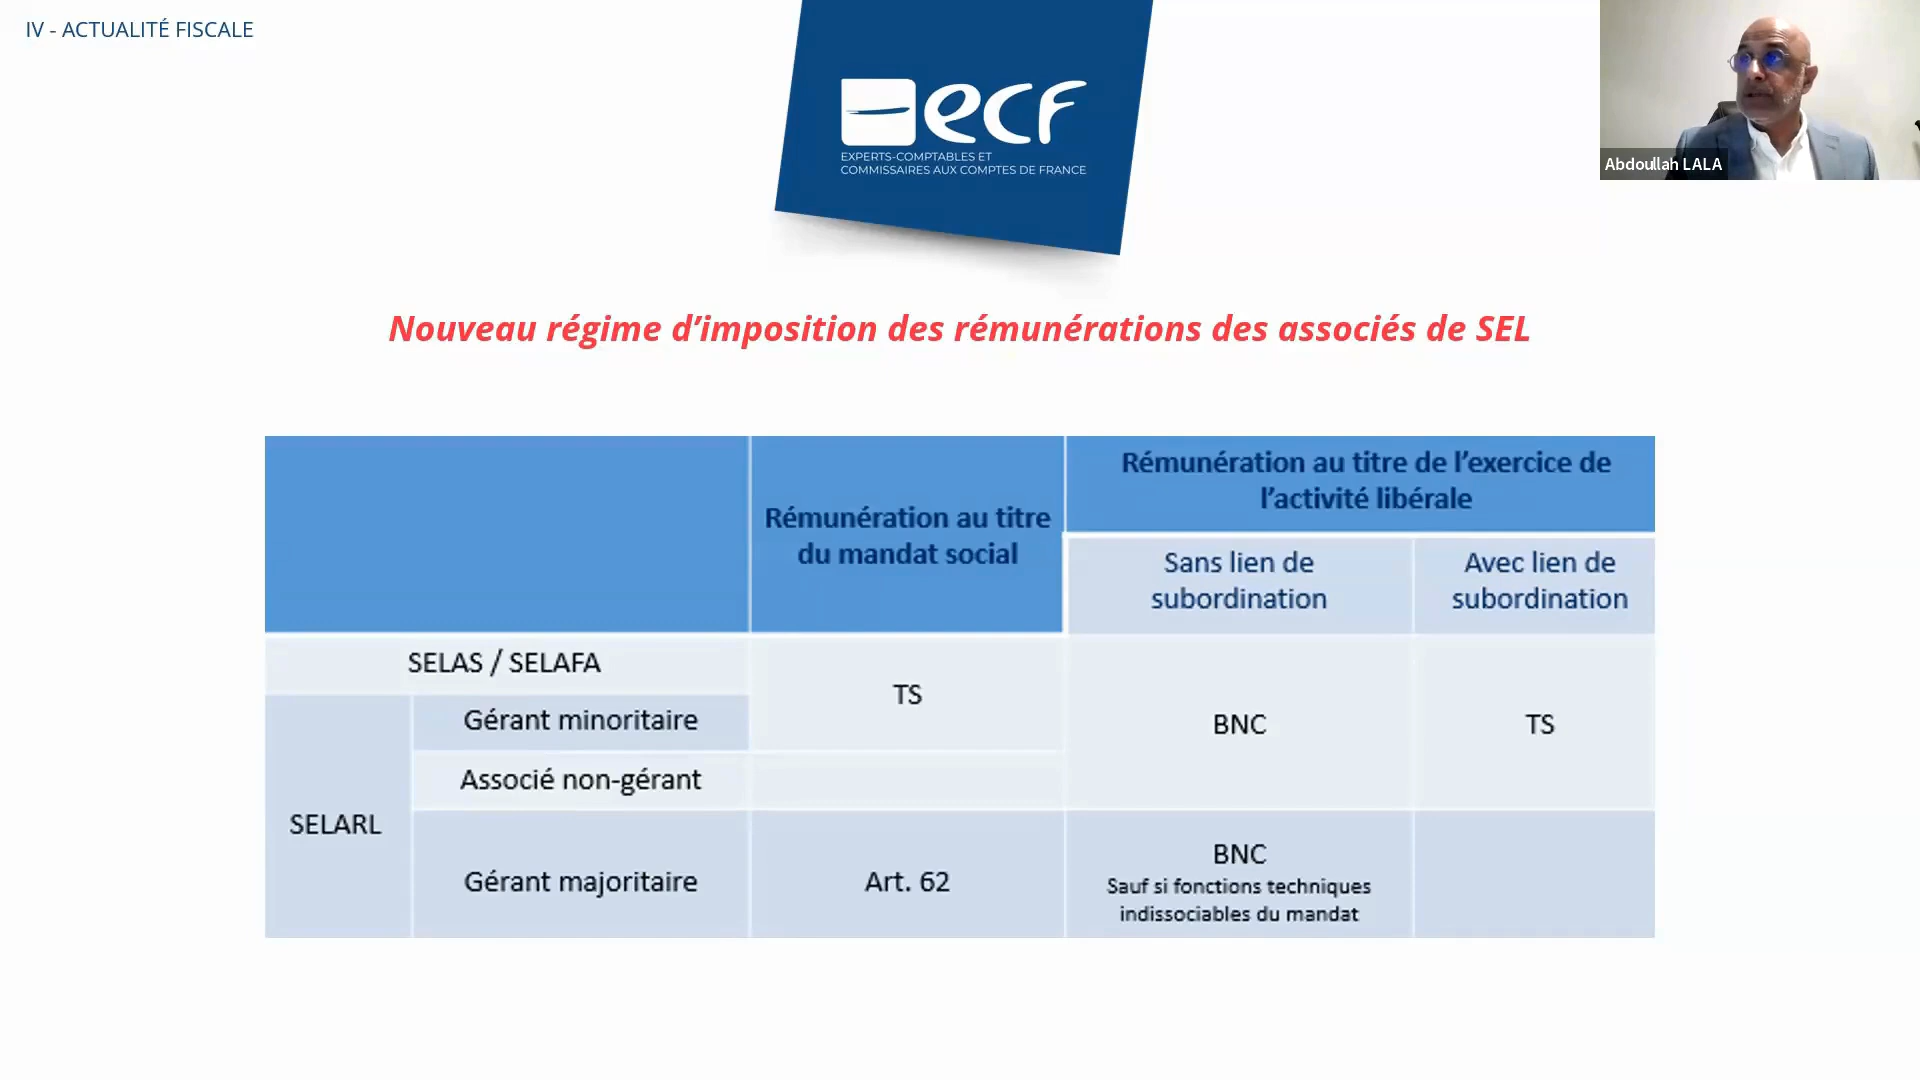 IV - ACTUALITÉ FISCALE
ecf
EXPERTS-COMPTABLES ET
COMMISSAIRES AUX COMPTES DE FRANCE
Abdoullah LALA
Nouveau régime d’imposition des rémunérations des associés de SEL
Rémunération au titre
du mandat social
Rémunération au titre de l’exercice de
l’activité libérale
Sans lien de
subordination
Avec lien de
subordination
SELAS / SELAFA
TS
BNC
TS
SELARL
Gérant minoritaire
Associé non-gérant
Gérant majoritaire
Art. 62
BNC
Sauf si fonctions techniques
indissociables du mandat